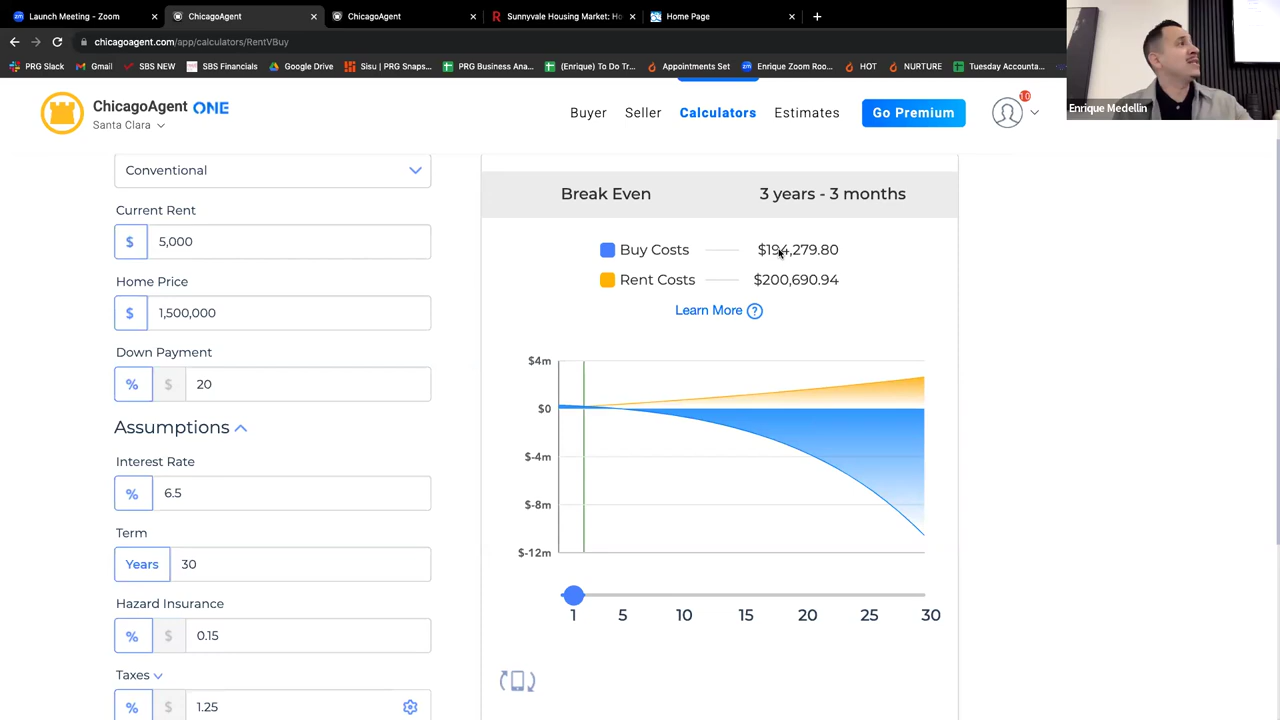 Launch Meeting - Zoom
ChicagoAgent
ChicagoAgent
Sunnyvale Housing Market: Ho
Home Page
chicagoagent.com/app/calculators/RentVBuy
PRG Slack
Gmail
SBS NEW
SBS Financials
Google Drive
Sisu | PRG Snaps...
PRG Business Ana...
(Enrique) To Do Tr...
Appointments Set
Enrique Zoom Roo...
HOT
NURTURE
Tuesday Accounta...
Enrique Medellin
ChicagoAgent ONE
Santa Clara
Buyer
Seller
Calculators
Estimates
Go Premium
10
Conventional
Current Rent
$ 5,000
Home Price
$ 1,500,000
Down Payment
% $ 20
Assumptions
Interest Rate
% 6.5
Term
Years 30
Hazard Insurance
% $ 0.15
Taxes
% $ 1.25
Break Even 3 years - 3 months
Buy Costs $194,279.80
Rent Costs $200,690.94
Learn More ?
$4m
$0
$-4m
$-8m
$-12m
1 5 10 15 20 25 30